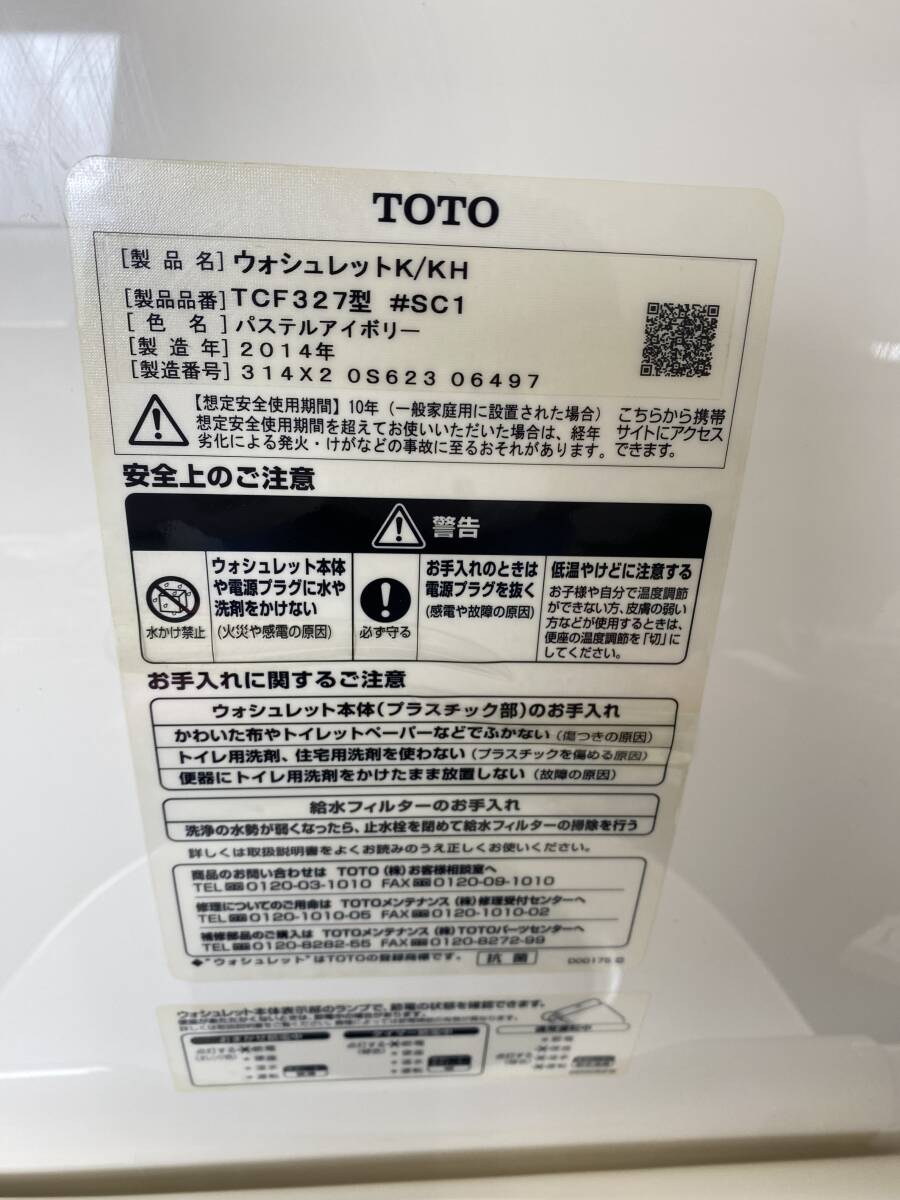 TOTO
[製品名] ウォシュレットK/KH
[製品品番] TCF327型 #SC1
[色名] パステルアイボリー
[製造年] 2014年
[製造番号] 314X2 0S623 06497
【想定安全使用期間】10年（一般家庭用に設置された場合）
想定安全使用期間を超えてお使いいただいた場合は、経年
劣化による発火・けがなどの事故に至るおそれがあります。
こちらから携帯
サイトにアクセス
できます。
安全上のご注意
警告
水かけ禁止
ウォシュレット本体
や電源プラグに水や
洗剤をかけない
(火災や感電の原因)
必ず守る
お手入れのときは
電源プラグを抜く
(感電や故障の原因)
低温やけどに注意する
お子様や自分で温度調節
ができない方、皮膚の弱い
方などが使用するときは、
便座の温度調節を「切」に
してください。
お手入れに関するご注意
ウォシュレット本体(プラスチック部)のお手入れ
かわいた布やトイレットペーパーなどでふかない (傷つきの原因)
トイレ用洗剤、住宅用洗剤を使わない (プラスチックを傷める原因)
便器にトイレ用洗剤をかけたまま放置しない (故障の原因)
給水フィルターのお手入れ
洗浄の水勢が弱くなったら、止水栓を閉めて給水フィルターの掃除を行う
詳しくは取扱説明書をよくお読みのうえ正しくお使いください。
商品のお問い合わせは TOTO (株)お客様相談室へ
TEL 0120-03-1010 FAX 0120-09-1010
修理についてのご用命は TOTOメンテナンス (株)修理受付センターへ
TEL 0120-1010-05 FAX 0120-1010-02
補修部品のご購入は TOTOメンテナンス (株)TOTOパーツセンターへ
TEL 0120-8282-55 FAX 0120-8272-99
◆"ウォシュレット"はTOTOの登録商標です。 抗菌
ウォシュレット本体表示部のランプで、節電の状態を確認できます。